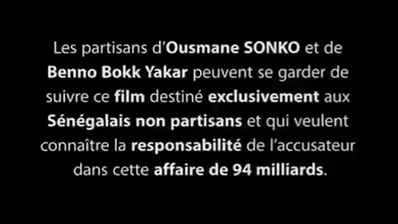 Les partisans d'Ousmane SONKO et de
Benno Bokk Yakar peuvent se garder de
suivre ce film destiné exclusivement aux
Sénégalais non partisans et qui veulent
connaître la responsabilité de l'accusateur
dans cette affaire de 94 milliards.